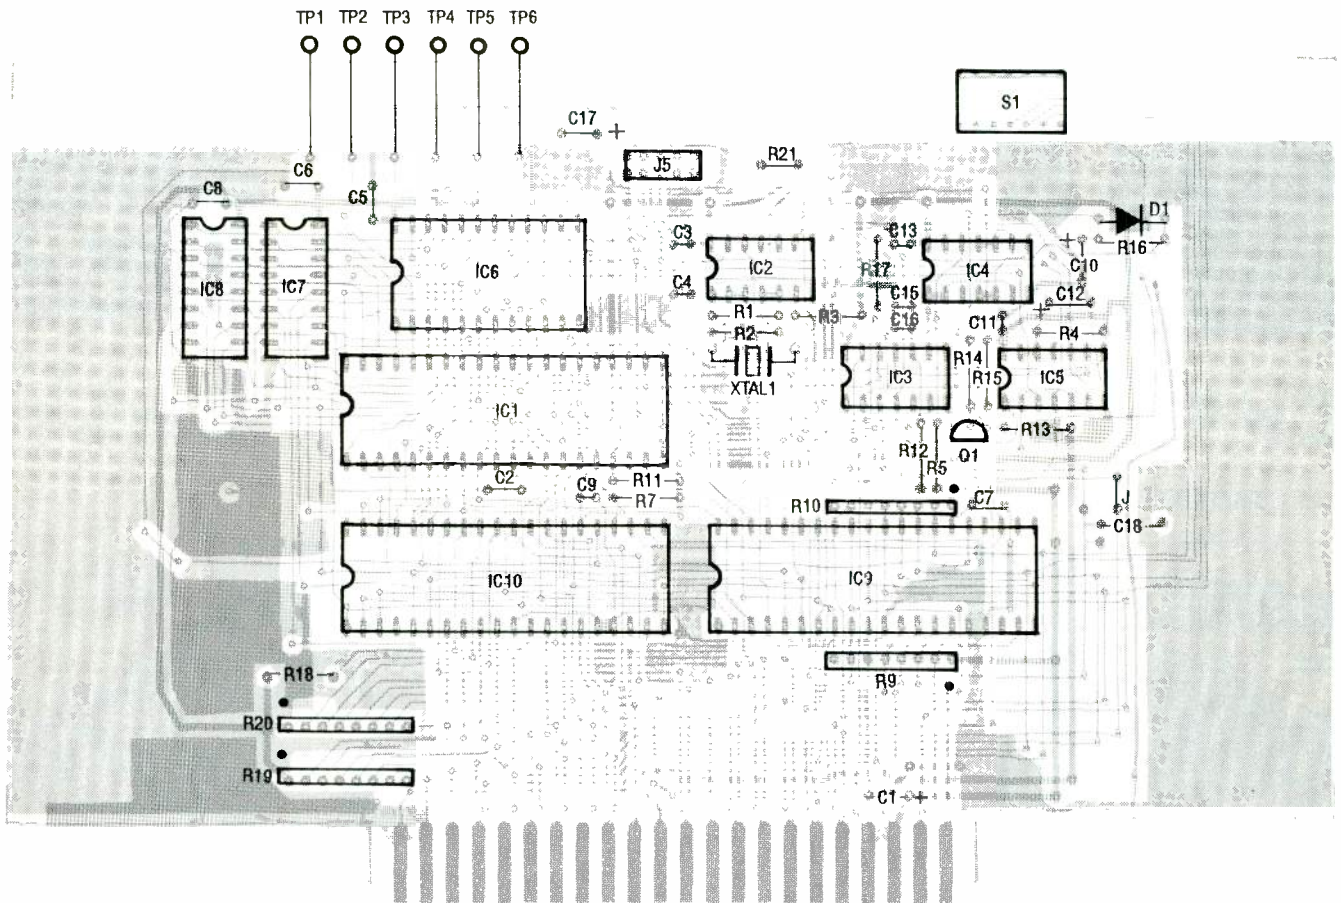 TP1 TP2 TP3 TP4 TP5 TP6
S1
C17 +
J5
R21
C6
C8
C5
D1
C3
C13
R16
IC8
IC7
IC6
IC2
R17
IC4
+
C10
C4
C15
C12
R1
R3
C16
+
C11
R4
R2
XTAL1
R14
R15
IC3
IC5
IC1
R12
R5
Q1
R13
C2
C9
R11
R7
R10
C7
J
C18
IC10
IC9
R18
R9
R20
R19
C1 +